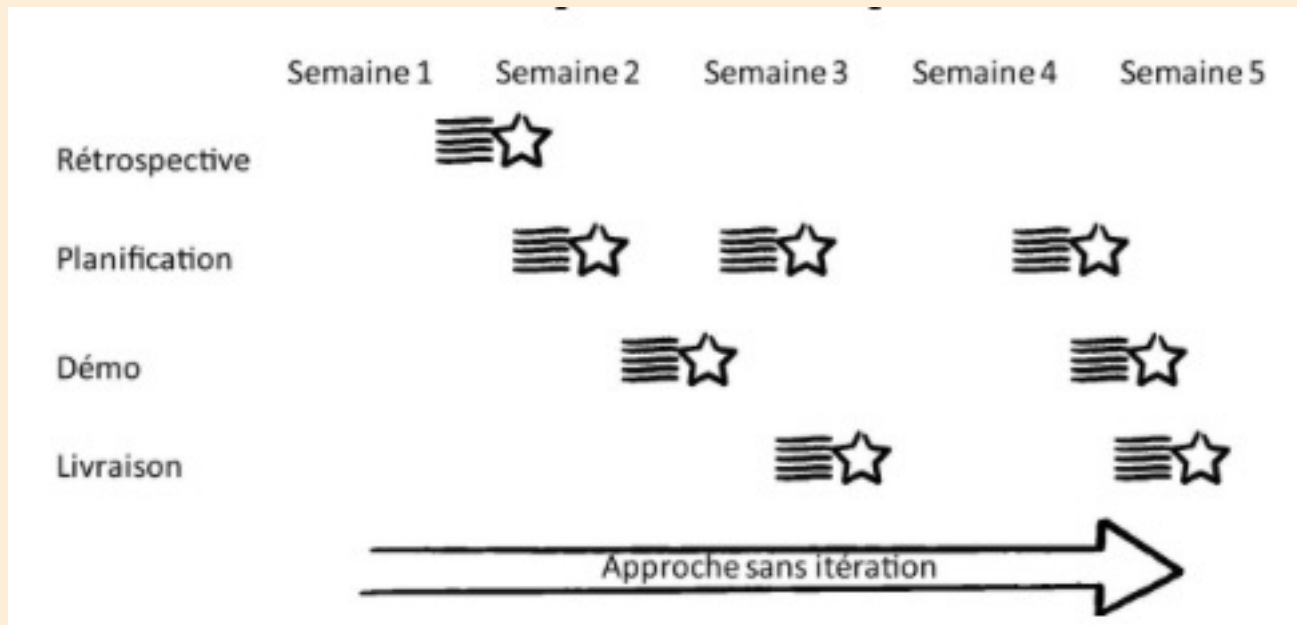 Semaine 1 Semaine 2 Semaine 3 Semaine 4 Semaine 5
Rétrospective
Planification
Démo
Livraison
Approche sans itération